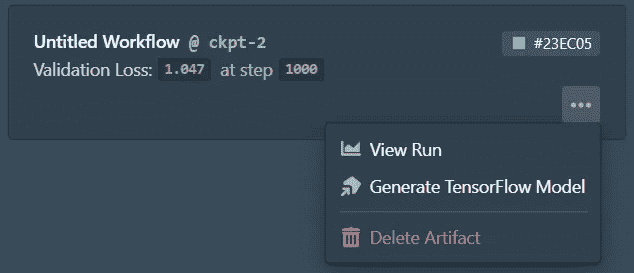 Untitled Workflow @ ckpt-2
#23EC05
Validation Loss: 1.047 at step 1000
View Run
Generate TensorFlow Model
Delete Artifact